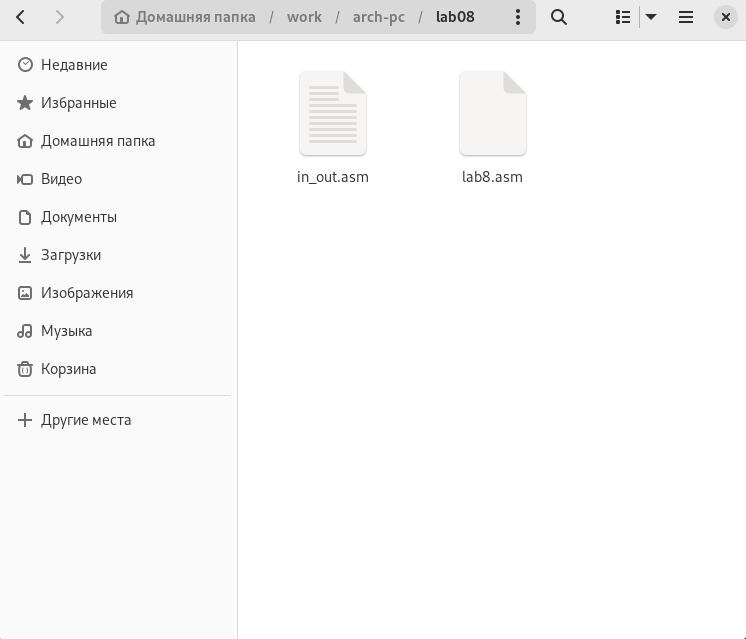 Домашняя папка / work / arch-pc / lab08
Недавние
Избранные
Домашняя папка
Видео
Документы
Загрузки
Изображения
Музыка
Корзина
Другие места
in_out.asm
lab8.asm